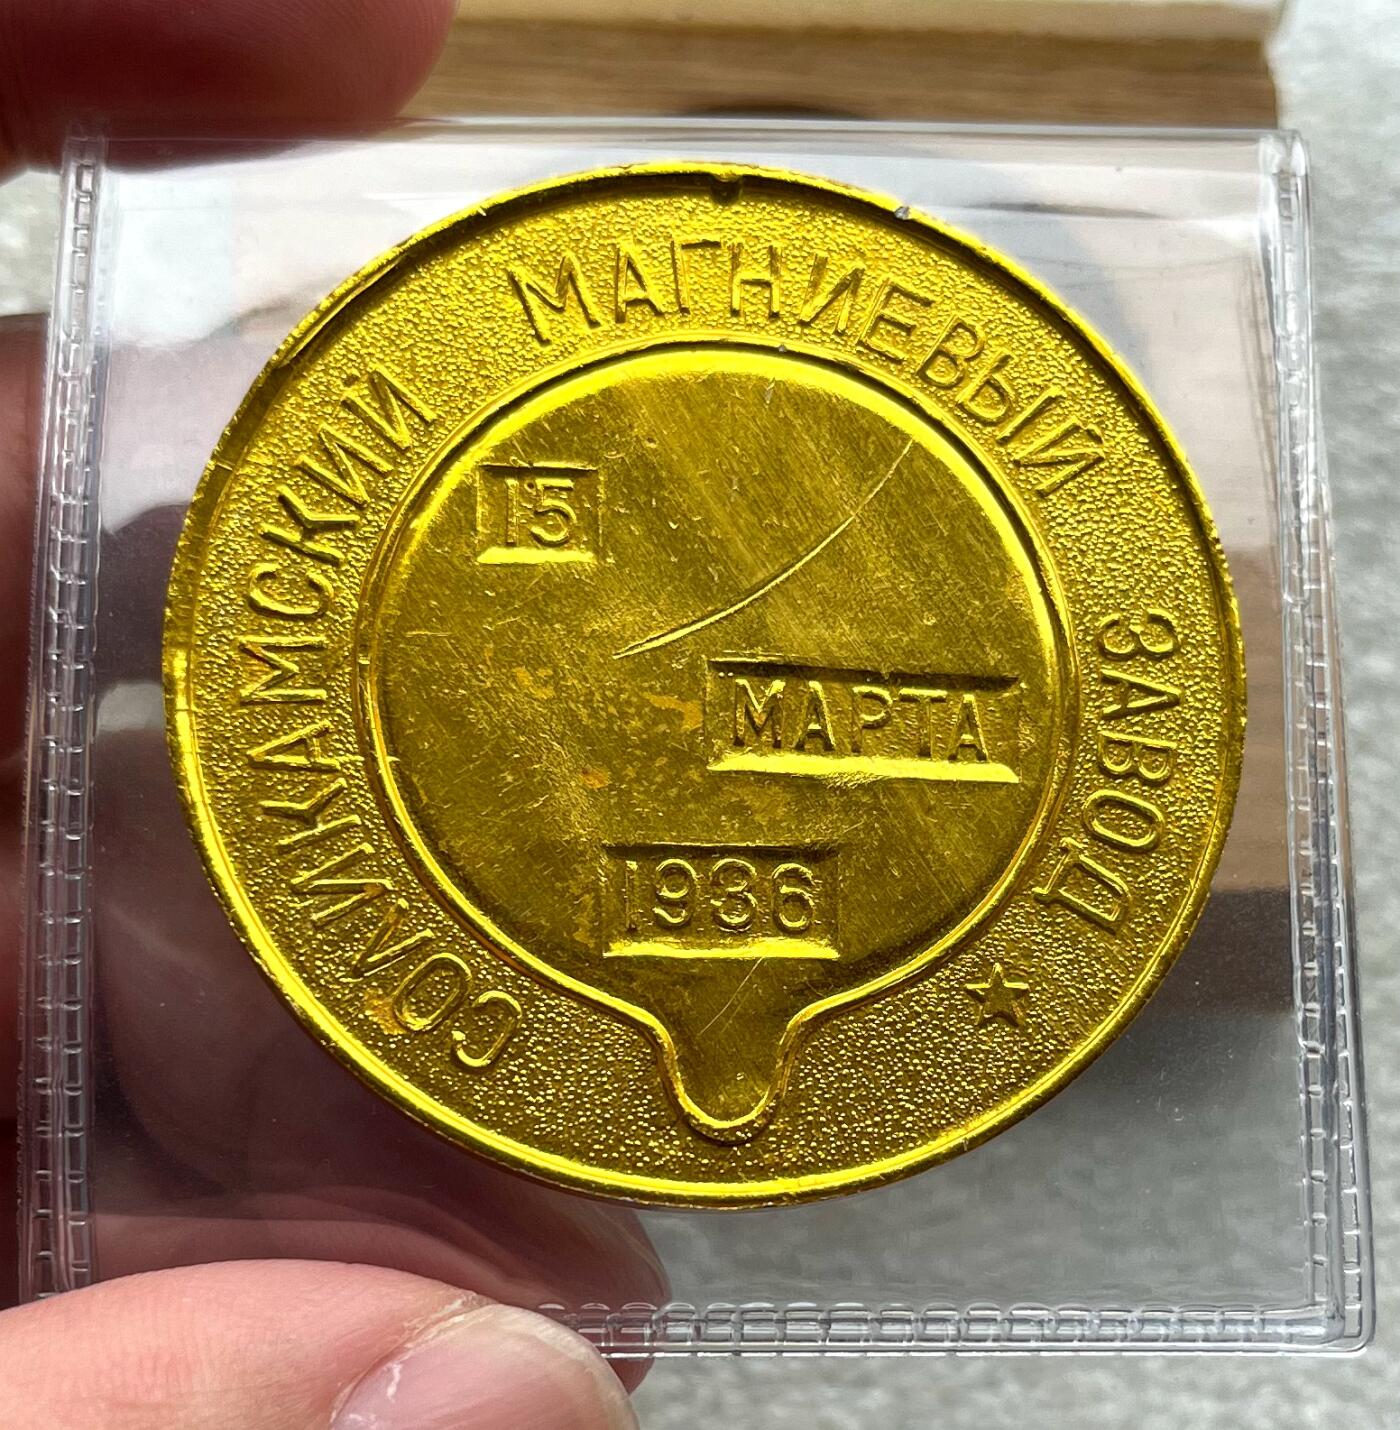 СОЛИКАМСКИЙ МАГНИЕВЫЙ ЗАВОД
15
МАРТА
1936